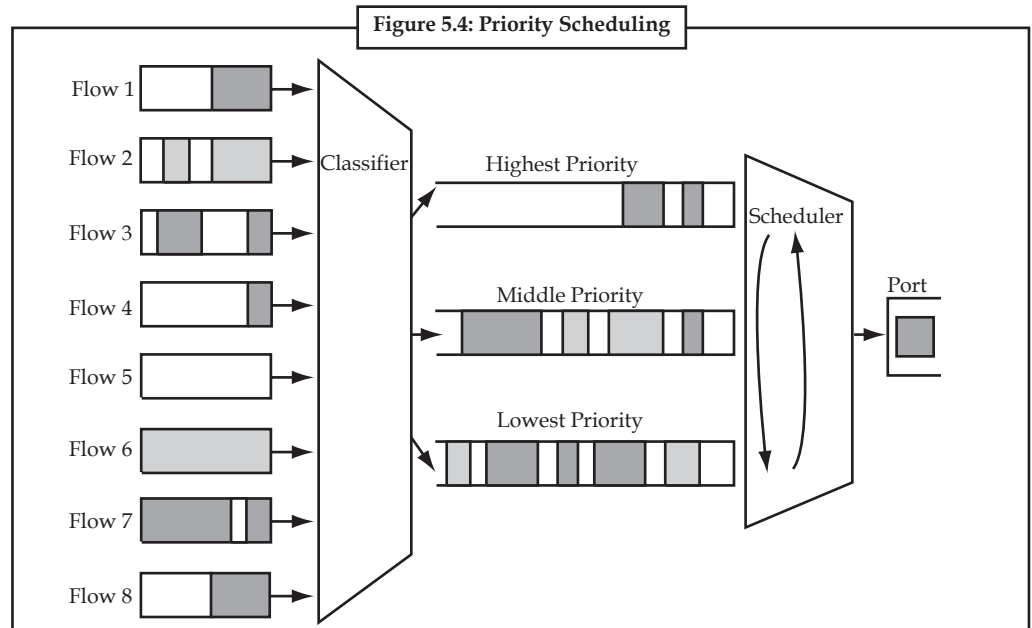 Figure 5.4: Priority Scheduling
Flow 1
Flow 2
Flow 3
Flow 4
Flow 5
Flow 6
Flow 7
Flow 8
Classifier
Highest Priority
Middle Priority
Lowest Priority
Scheduler
Port